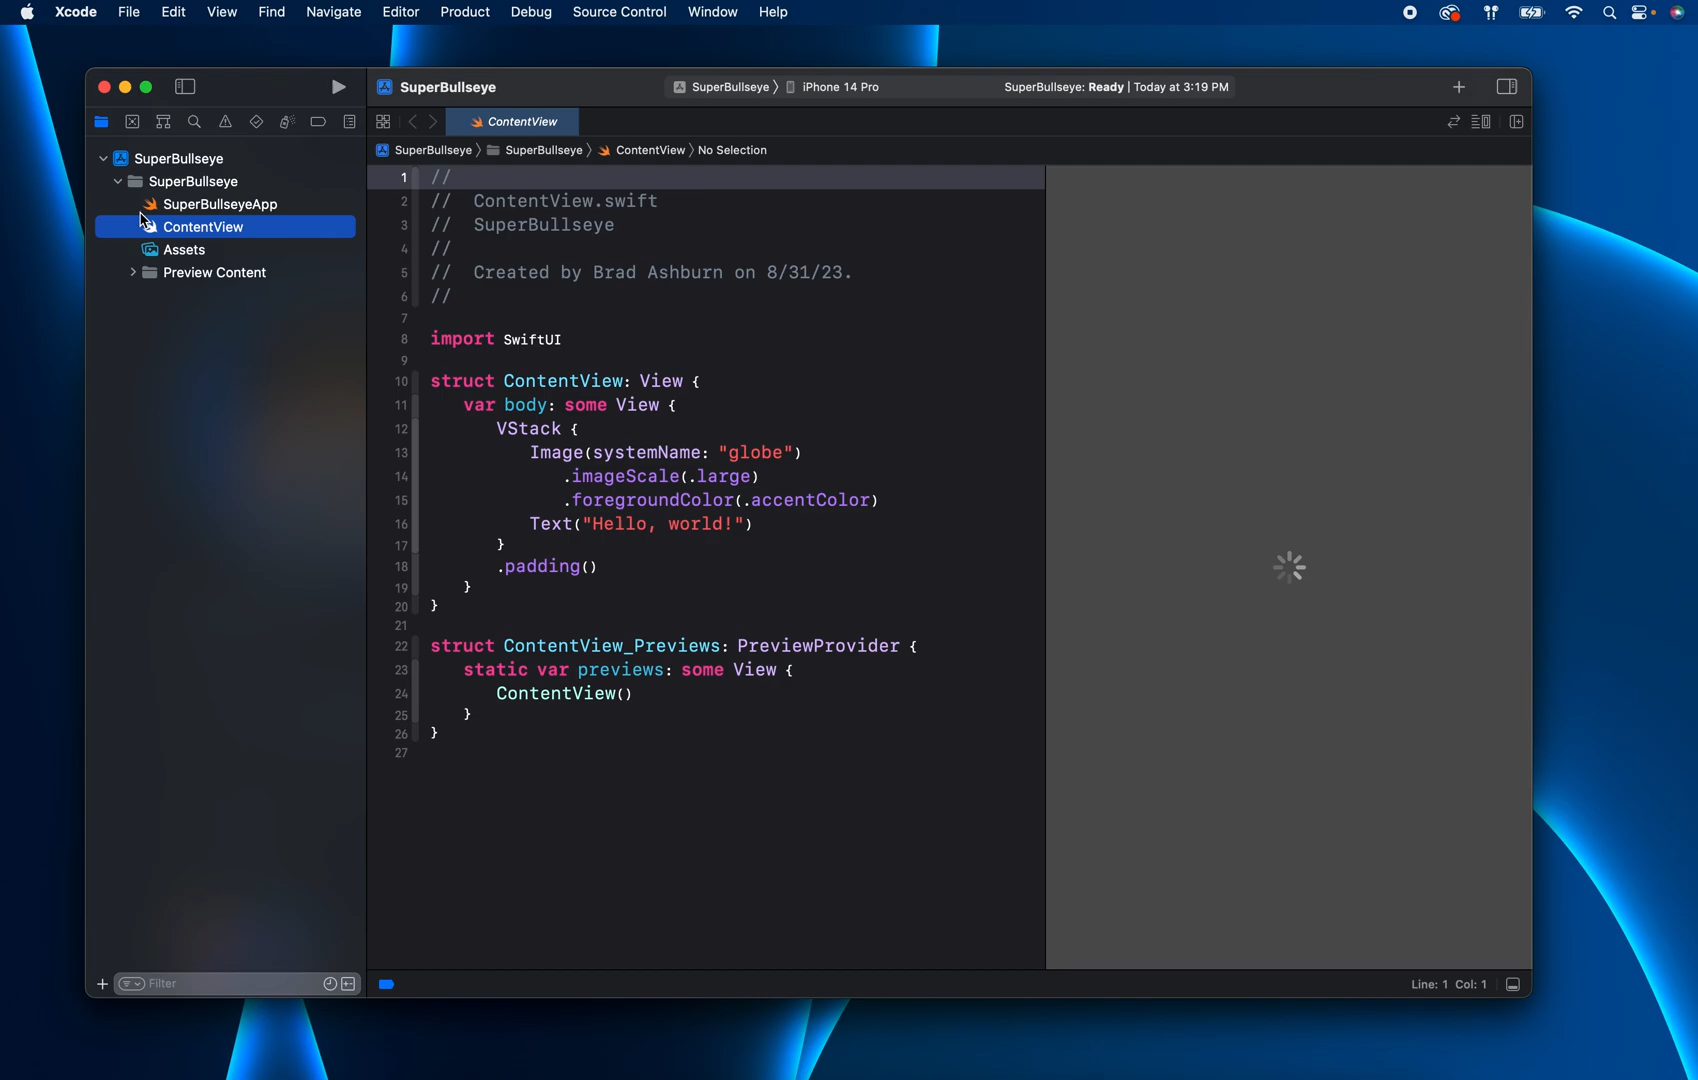 Xcode File Edit View Find Navigate Editor Product Debug Source Control Window Help
SuperBullseye
SuperBullseye 〉 iPhone 14 Pro
SuperBullseye: Ready | Today at 3:19 PM
ContentView
SuperBullseye 〉 SuperBullseye 〉 ContentView 〉 No Selection
SuperBullseye
SuperBullseye
SuperBullseyeApp
ContentView
Assets
Preview Content
1 //
2 //  ContentView.swift
3 //  SuperBullseye
4 //
5 //  Created by Brad Ashburn on 8/31/23.
6 //
7
8 import SwiftUI
9
10 struct ContentView: View {
11     var body: some View {
12         VStack {
13             Image(systemName: "globe")
14                 .imageScale(.large)
15                 .foregroundColor(.accentColor)
16             Text("Hello, world!")
17         }
18         .padding()
19     }
20 }
21
22 struct ContentView_Previews: PreviewProvider {
23     static var previews: some View {
24         ContentView()
25     }
26 }
27
Filter
Line: 1 Col: 1